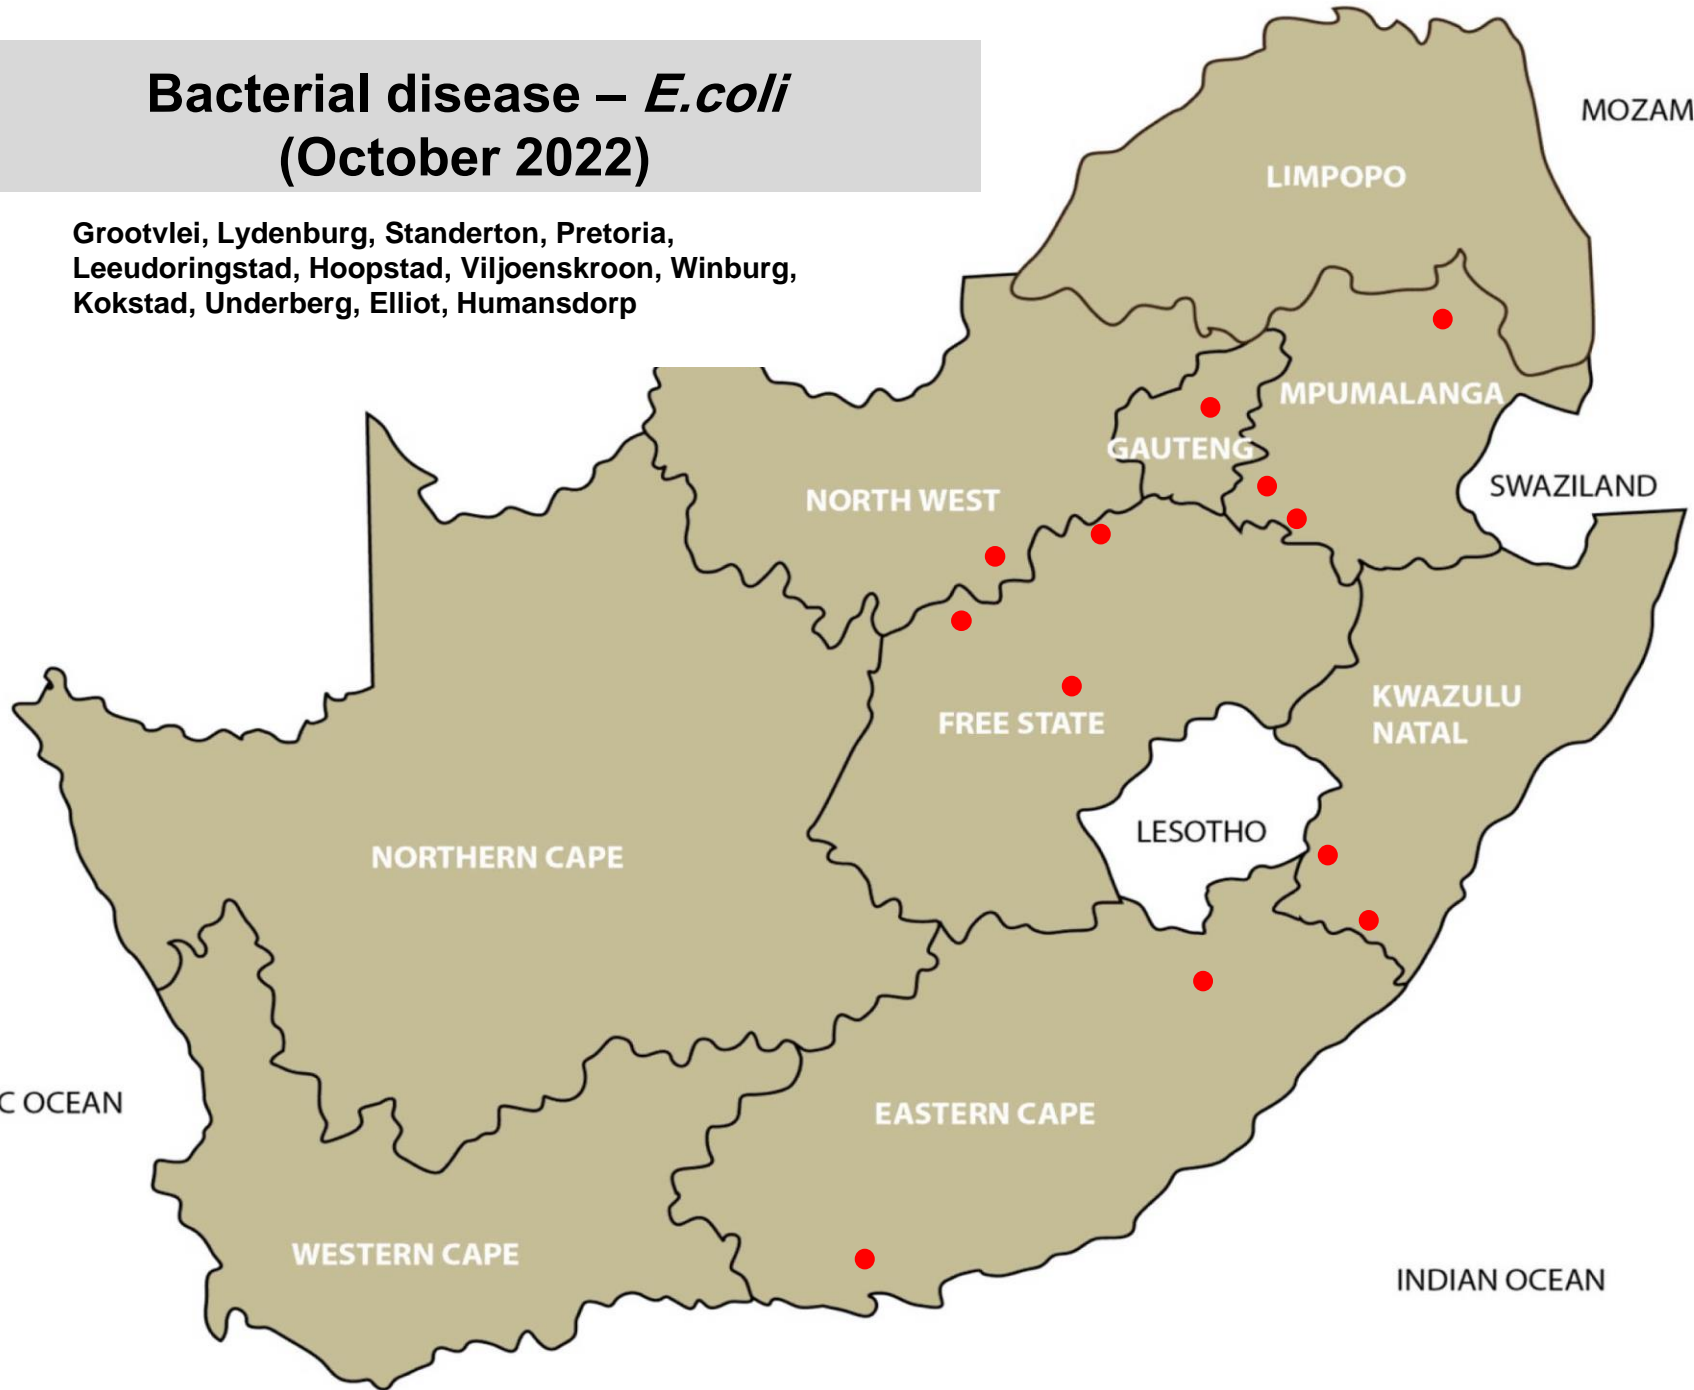 Bacterial disease – E.coli
(October 2022)
Grootvlei, Lydenburg, Standerton, Pretoria,
Leeudoringstad, Hoopstad, Viljoenskroon, Winburg,
Kokstad, Underberg, Elliot, Humansdorp
MOZAM
LIMPOPO
MPUMALANGA
GAUTENG
SWAZILAND
NORTH WEST
KWAZULU
NATAL
FREE STATE
LESOTHO
NORTHERN CAPE
C OCEAN
EASTERN CAPE
WESTERN CAPE
INDIAN OCEAN